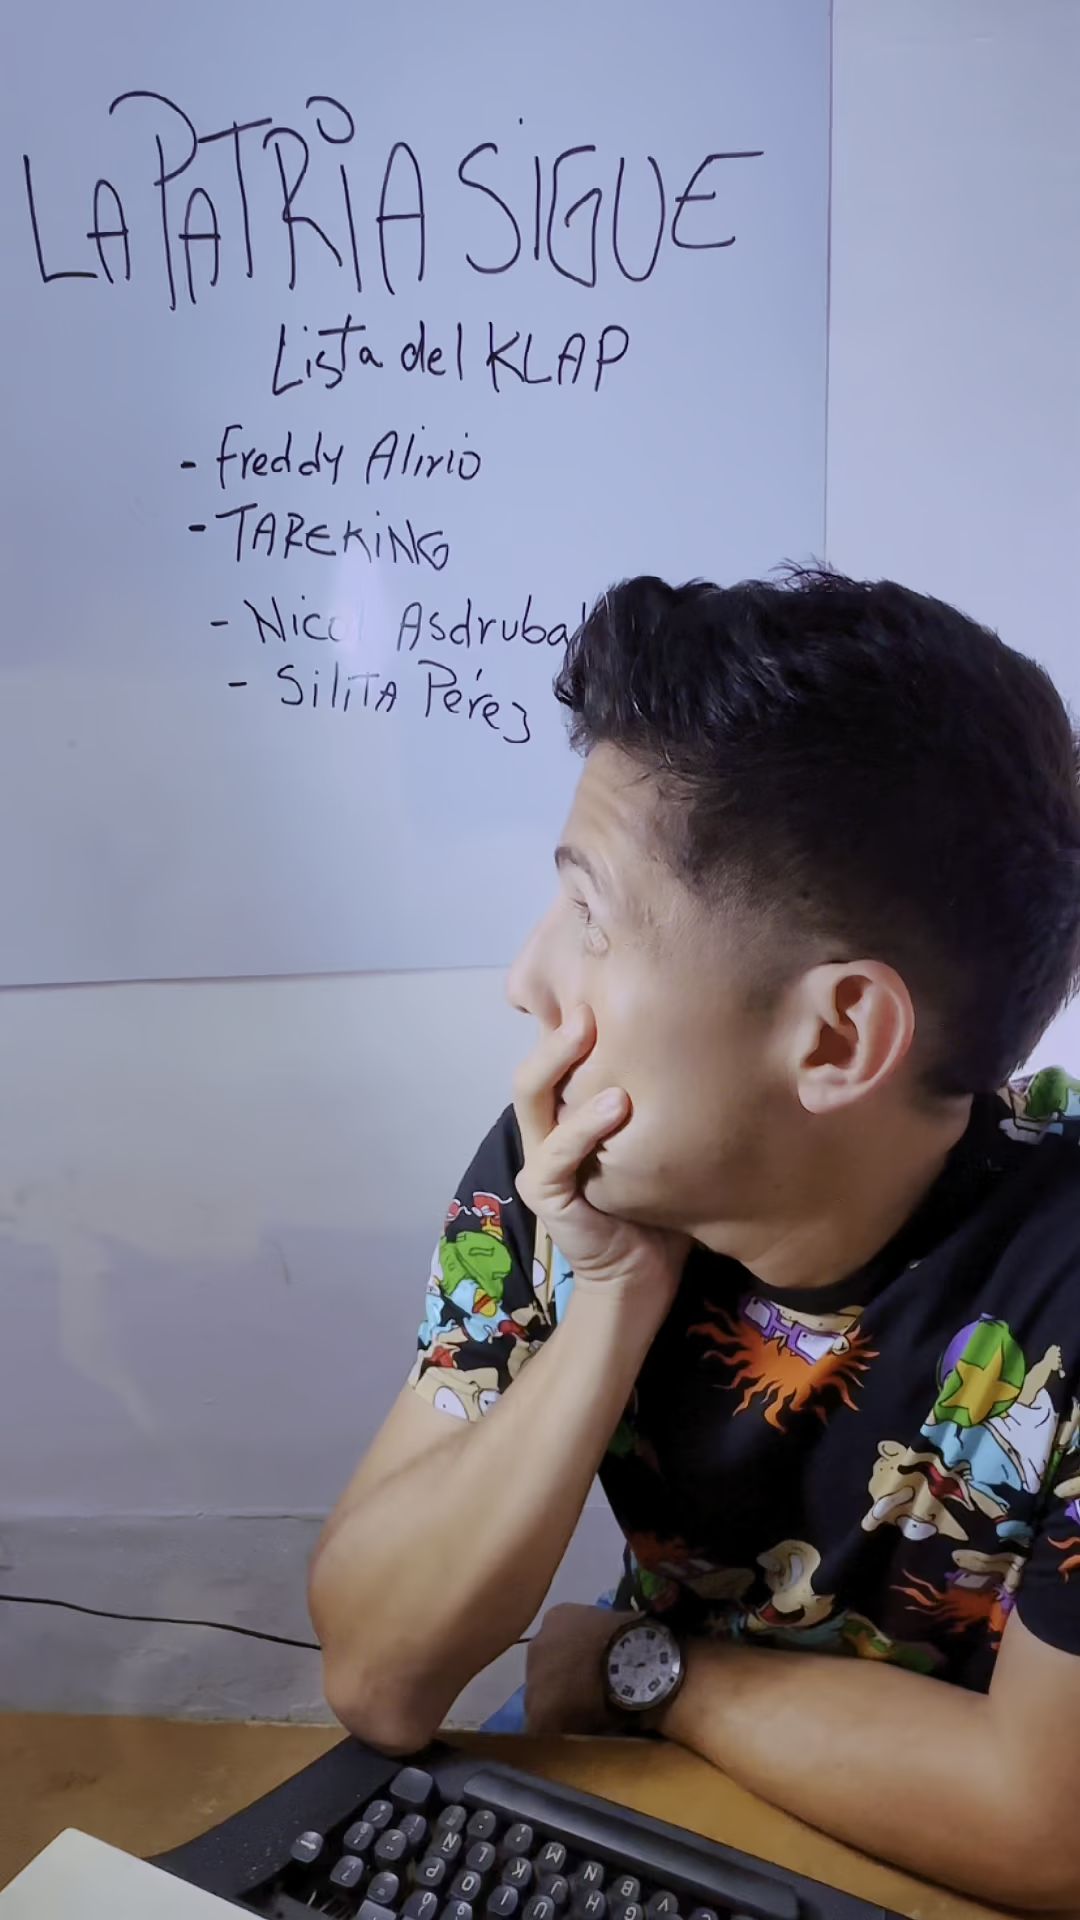 LA PATRIA SIGUE
Lista del KLAP
- Freddy Alirio
- TAREKiNG
- Nicol Asdrubal
- SiliTA Pérez